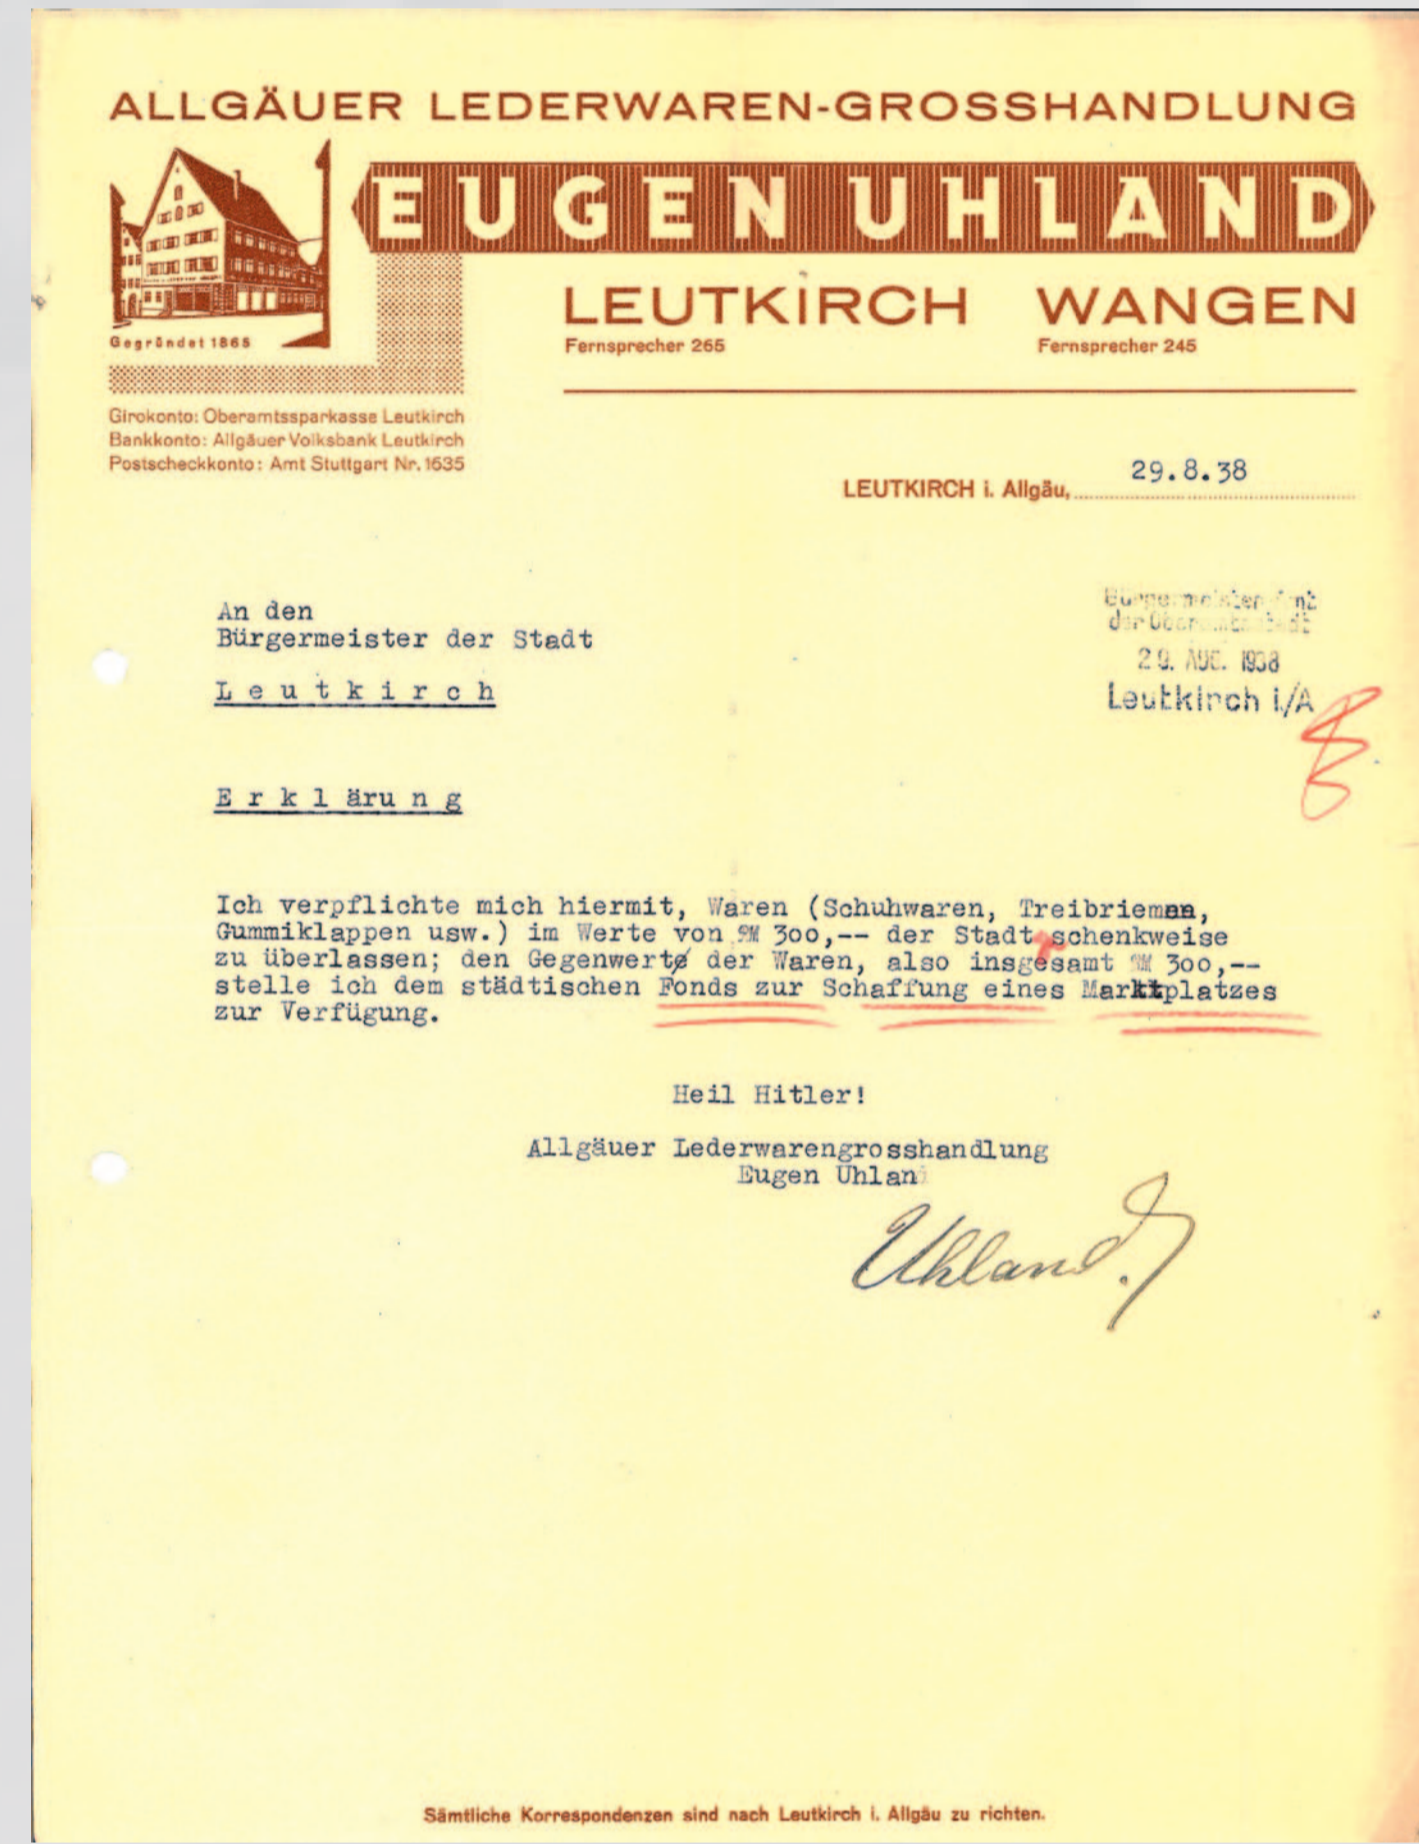 ALLGÄUER LEDERWAREN-GROSSHANDLUNG
EUGEN UHLAND
LEUTKIRCH WANGEN
Fernsprecher 265 Fernsprecher 245
Gegründet 1865
Girokonto: Oberamtssparkasse Leutkirch
Bankkonto: Allgäuer Volksbank Leutkirch
Postscheckkonto: Amt Stuttgart Nr. 1635
LEUTKIRCH i. Allgäu, 29.8.38
An den
Bürgermeister der Stadt
Leutkirch
Bürgermeisteramt
der Oberamtsstadt
29. AUG. 1938
Leutkirch i/A
Erklärung
Ich verpflichte mich hiermit, Waren (Schuhwaren, Treibriemen,
Gummiklappen usw.) im Werte von RM 300,-- der Stadt schenkweise
zu überlassen; den Gegenwert der Waren, also insgesamt RM 300,--
stelle ich dem städtischen Fonds zur Schaffung eines Marktplatzes
zur Verfügung.
Heil Hitler!
Allgäuer Lederwarengrosshandlung
Eugen Uhland
Uhland.
Sämtliche Korrespondenzen sind nach Leutkirch i. Allgäu zu richten.